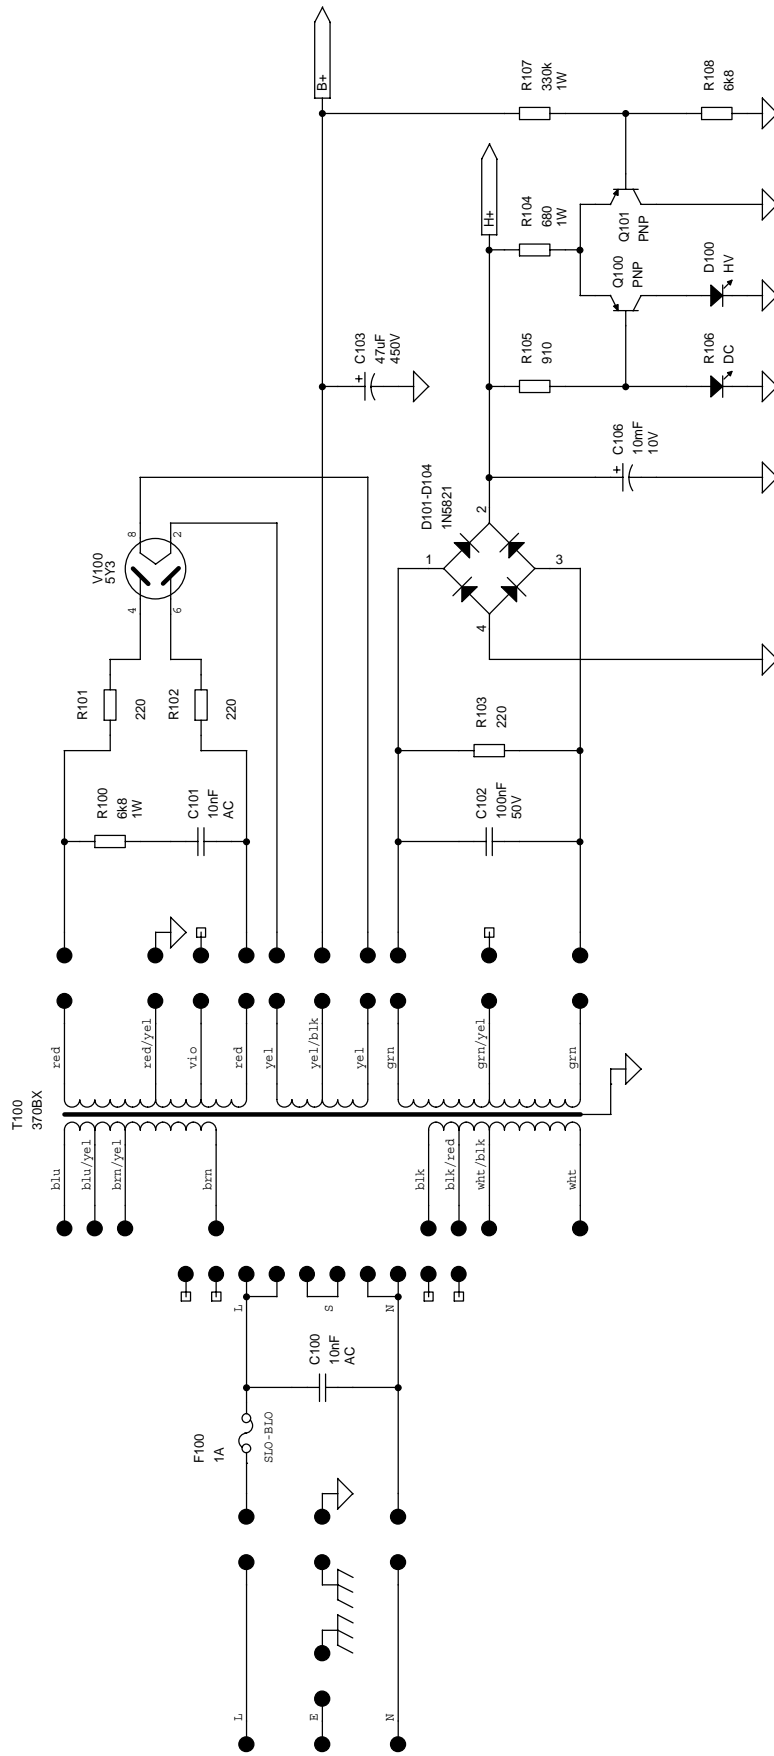 T100
370BX
blu
blu/yel
brn/yel
brn
blk
blk/red
wht/blk
wht
red
red/yel
vio
red
yel
yel/blk
yel
grn
grn/yel
grn
L
E
N
F100
1A
SLO-BLO
C100
10nF
AC
L
S
N
R100
6k8
1W
C101
10nF
AC
R101
220
R102
220
V100
5Y3
4
6
8
2
C102
100nF
50V
R103
220
D101-D104
1N5821
1
2
3
4
C103
47uF
450V
+
C106
10mF
10V
+
R105
910
R106
DC
R104
680
1W
Q100
PNP
D100
HV
Q101
PNP
R107
330k
1W
R108
6k8
B+
H+